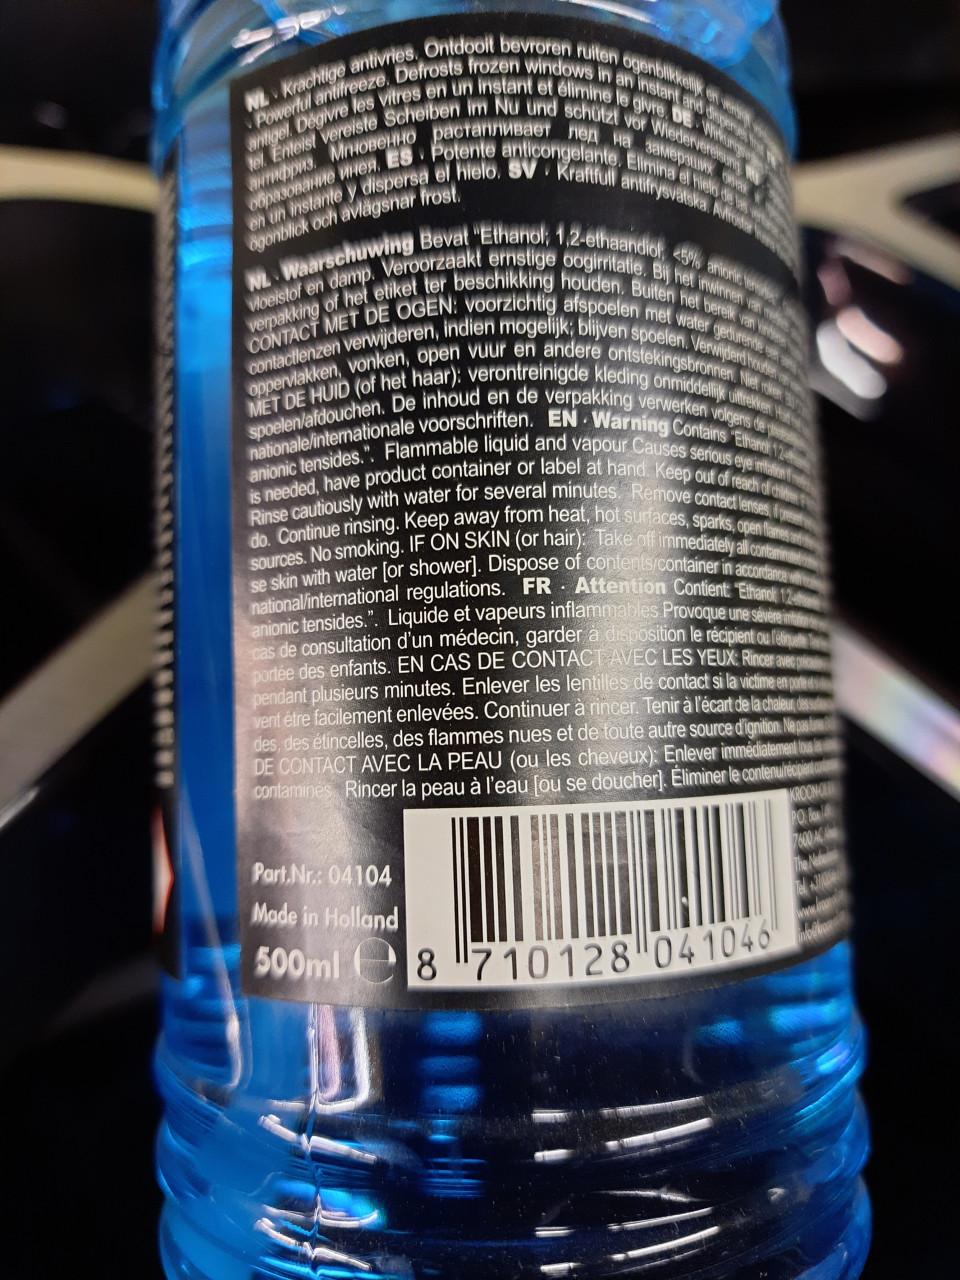 NL · Krachtige antivries. Ontdooit bevroren ruiten ogenblikkelijk en
· Powerful antifreeze. Defrosts frozen windows in an instant and
antigel. Dégivre les vitres en un instant et élimine le givre. DE ·
tel. Enteist vereiste Scheiben im Nu und schützt vor
антифриз. Мгновенно растапливает лед на
образование инея. ES · Potente anticongelante. Elimina el hielo de las
en un instante y dispersa el hielo. SV · Kraftfull antifrysvätska
ögonblick och avlägsnar frost.
NL · Waarschuwing Bevat "Ethanol; 1,2-ethaandiol; <5% anionic
vloeistof en damp. Veroorzaakt ernstige oogirritatie. Bij het inwinnen van
verpakking of het etiket ter beschikking houden. Buiten het bereik van
CONTACT MET DE OGEN: voorzichtig afspoelen met water gedurende
contactlenzen verwijderen, indien mogelijk; blijven spoelen. Verwijderd houden
oppervlakken, vonken, open vuur en andere ontstekingsbronnen. Niet roken.
MET DE HUID (of het haar): verontreinigde kleding onmiddellijk uittrekken.
spoelen/afdouchen. De inhoud en de verpakking verwerken volgens de
nationale/internationale voorschriften. EN · Warning Contains "Ethanol;
anionic tensides.". Flammable liquid and vapour Causes serious eye irritation
is needed, have product container or label at hand. Keep out of reach of children
Rinse cautiously with water for several minutes. Remove contact lenses, if
do. Continue rinsing. Keep away from heat, hot surfaces, sparks, open flames
sources. No smoking. IF ON SKIN (or hair): Take off immediately all
se skin with water [or shower]. Dispose of contents/container in accordance with
national/international regulations. FR · Attention Contient: "Ethanol;
anionic tensides.". Liquide et vapeurs inflammables Provoque une sévère
cas de consultation d'un médecin, garder à disposition le récipient ou l'étiquette.
portée des enfants. EN CAS DE CONTACT AVEC LES YEUX: Rincer avec
pendant plusieurs minutes. Enlever les lentilles de contact si la victime en porte
vent être facilement enlevées. Continuer à rincer. Tenir à l'écart de la chaleur,
des, des étincelles, des flammes nues et de toute autre source d'ignition. Ne pas
DE CONTACT AVEC LA PEAU (ou les cheveux): Enlever immédiatement
contaminés. Rincer la peau à l'eau [ou se doucher]. Éliminer le contenu/récipient
Part.Nr.: 04104
Made in Holland
500ml ℮
8 710128 041046
PO. Box
7600 AC
The
Tel.